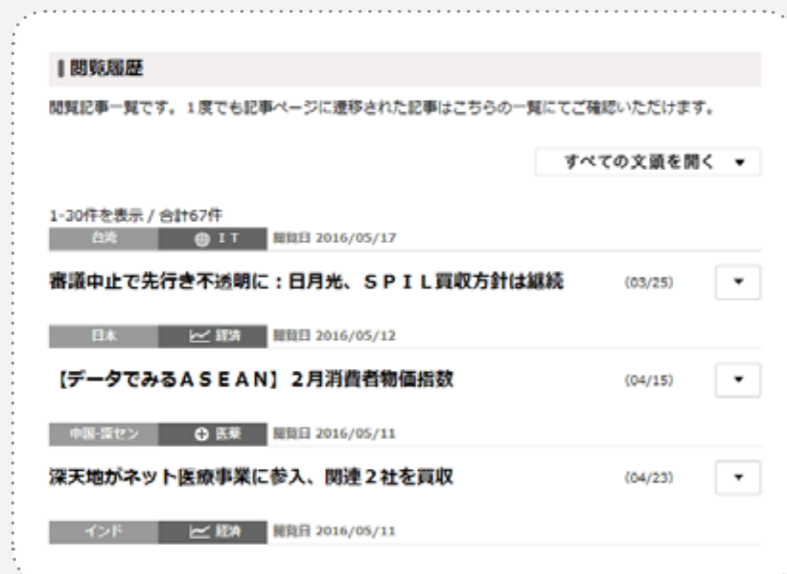 閲覧履歴
閲覧記事一覧です。1度でも記事ページに遷移された記事はこちらの一覧にてご確認いただけます。
すべての文頭を開く
1-30件を表示 / 合計67件
台湾 IT 閲覧日 2016/05/17
審議中止で先行き不透明に:日月光、SPIL買収方針は継続 (03/25)
日本 経済 閲覧日 2016/05/12
【データでみるASEAN】2月消費者物価指数 (04/15)
中国-深セン 医薬 閲覧日 2016/05/11
深天地がネット医療事業に参入、関連2社を買収 (04/23)
インド 経済 閲覧日 2016/05/11